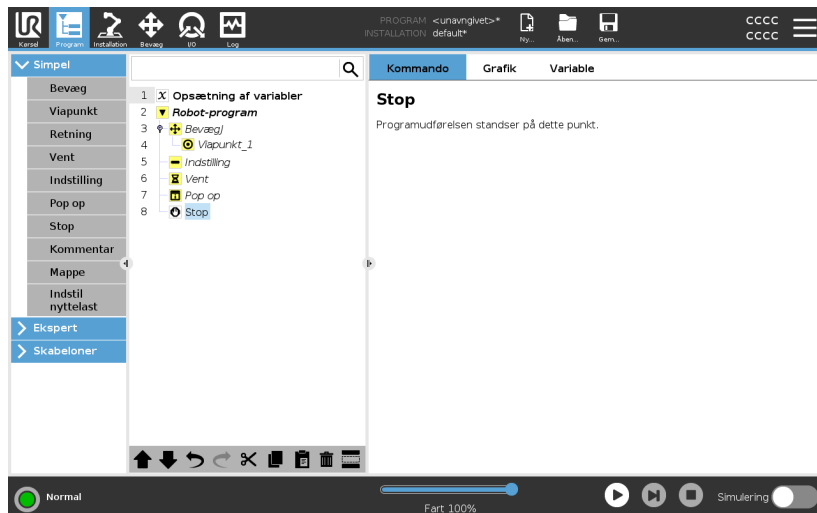 UR
PROGRAM <unavngivet>*
INSTALLATION default*
Kørsel
Program
Installation
Bevæg
I/O
Log
Ny...
Åben...
Gem...
CCCC
CCCC
Simpel
Bevæg
Viapunkt
Retning
Vent
Indstilling
Pop op
Stop
Kommentar
Mappe
Indstil
nyttelast
Ekspert
Skabeloner
1 X Opsætning af variabler
2 Robot-program
3 BevægJ
4 Viapunkt_1
5 Indstilling
6 Vent
7 Pop op
8 Stop
Kommando Grafik Variable
Stop
Programudførelsen standser på dette punkt.
Normal
Fart 100%
Simulering